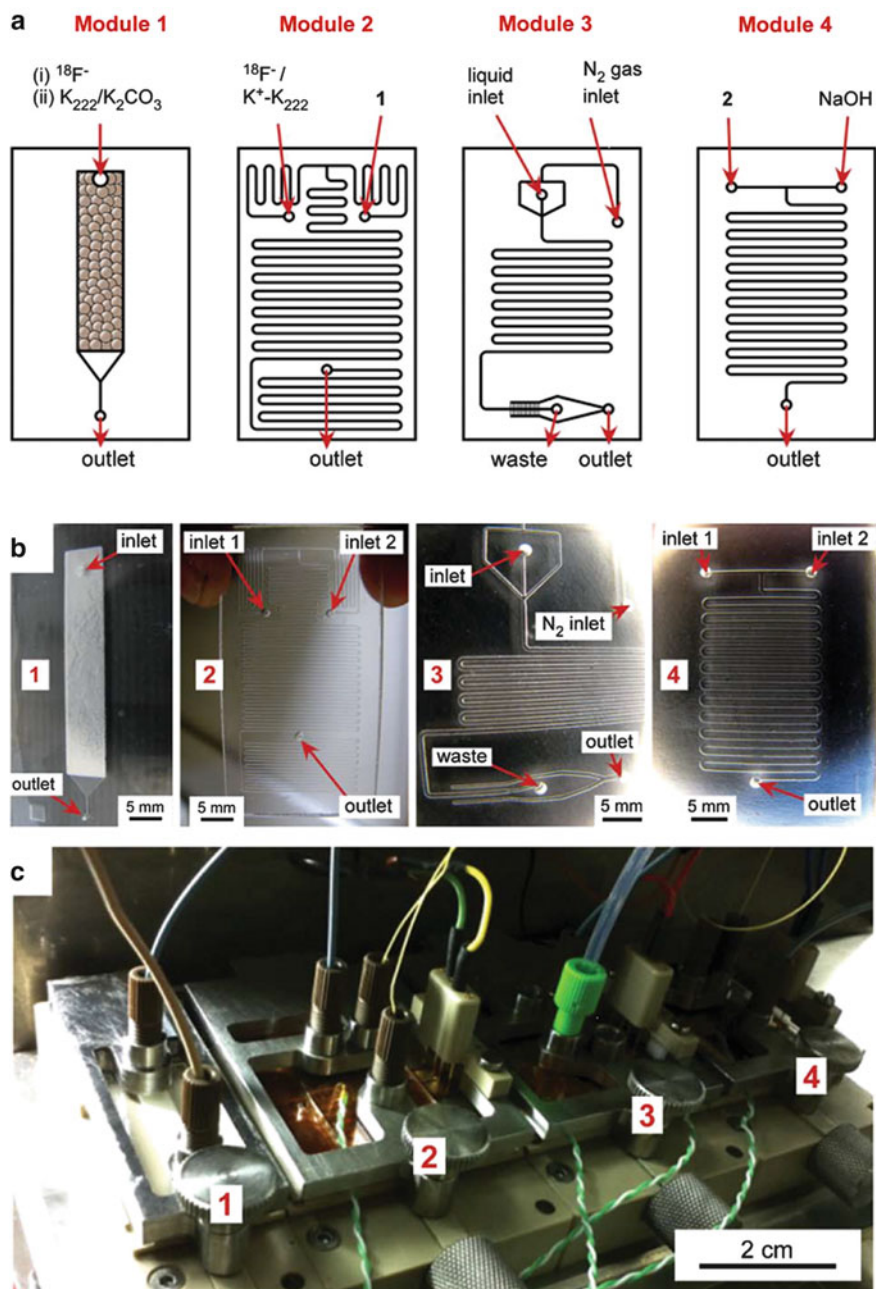 a
Module 1
Module 2
Module 3
Module 4
(i) ¹⁸F⁻
(ii) K₂₂₂/K₂CO₃
¹⁸F⁻/
K⁺-K₂₂₂
1
liquid
inlet
N₂ gas
inlet
2
NaOH
outlet
outlet
waste
outlet
outlet
b
inlet
1
outlet
5 mm
inlet 1
inlet 2
2
outlet
5 mm
inlet
N₂ inlet
3
waste
outlet
5 mm
inlet 1
inlet 2
4
outlet
5 mm
c
1
2
3
4
2 cm